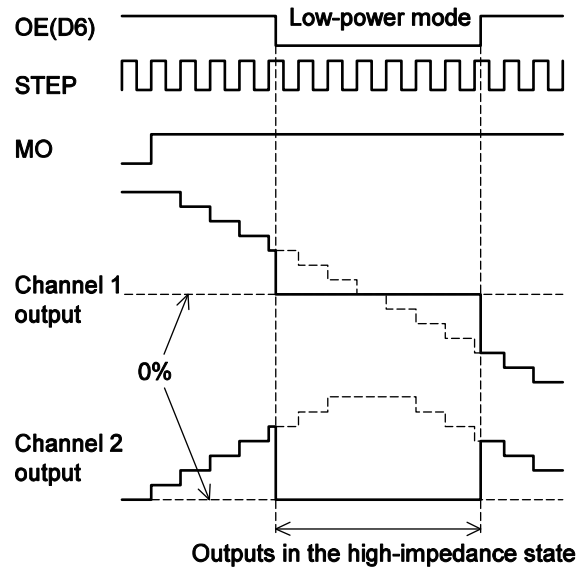 OE(D6)
Low-power mode
STEP
MO
Channel 1
output
0%
Channel 2
output
Outputs in the high-impedance state